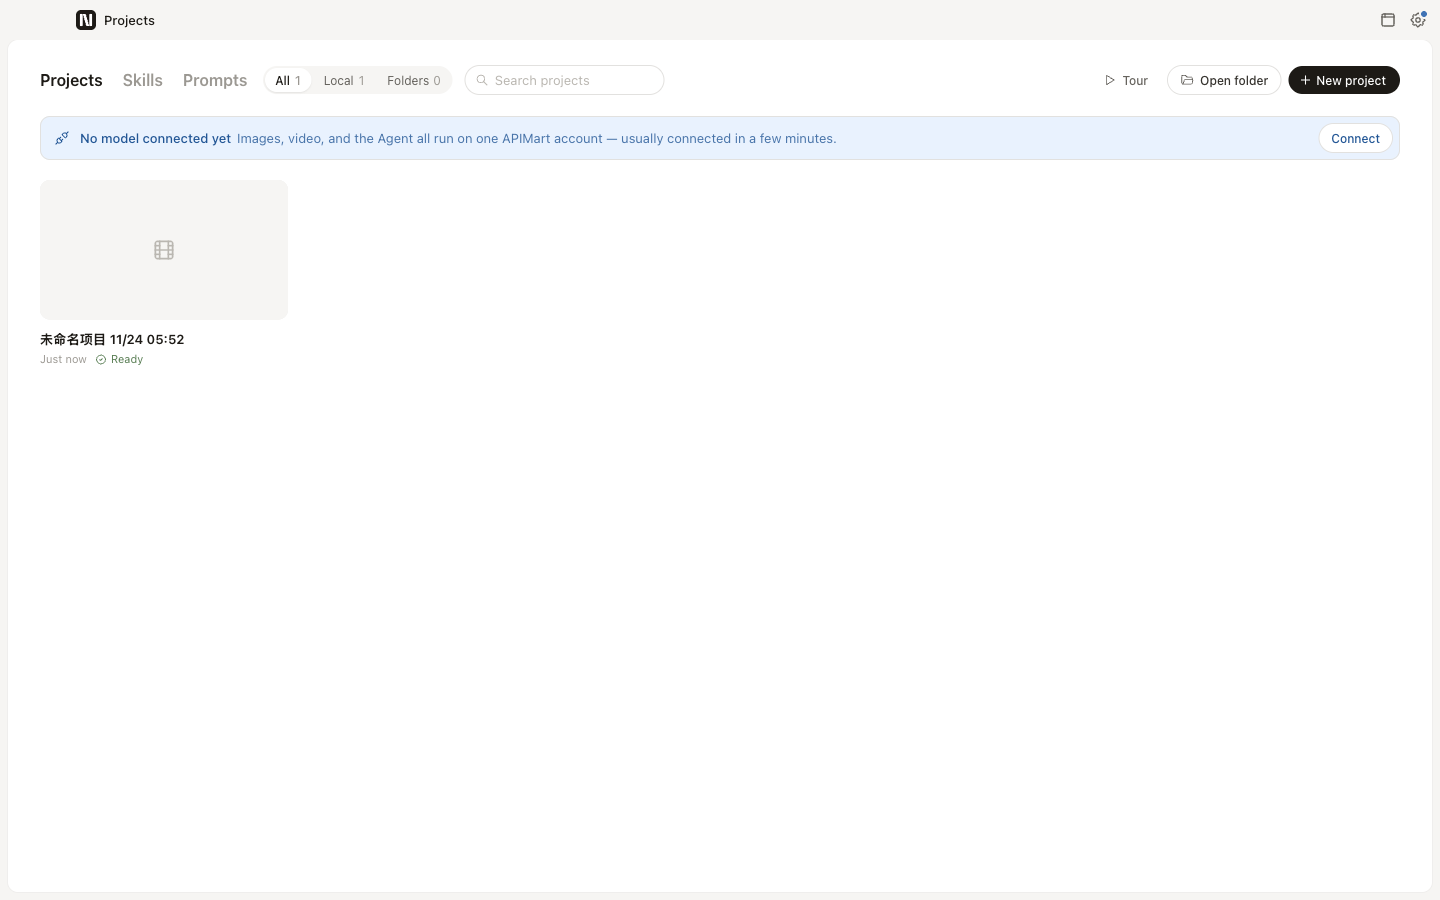 Projects
Projects Skills Prompts All 1 Local 1 Folders 0 Search projects Tour Open folder New project
No model connected yet Images, video, and the Agent all run on one APIMart account — usually connected in a few minutes. Connect
未命名项目 11/24 05:52
Just now Ready